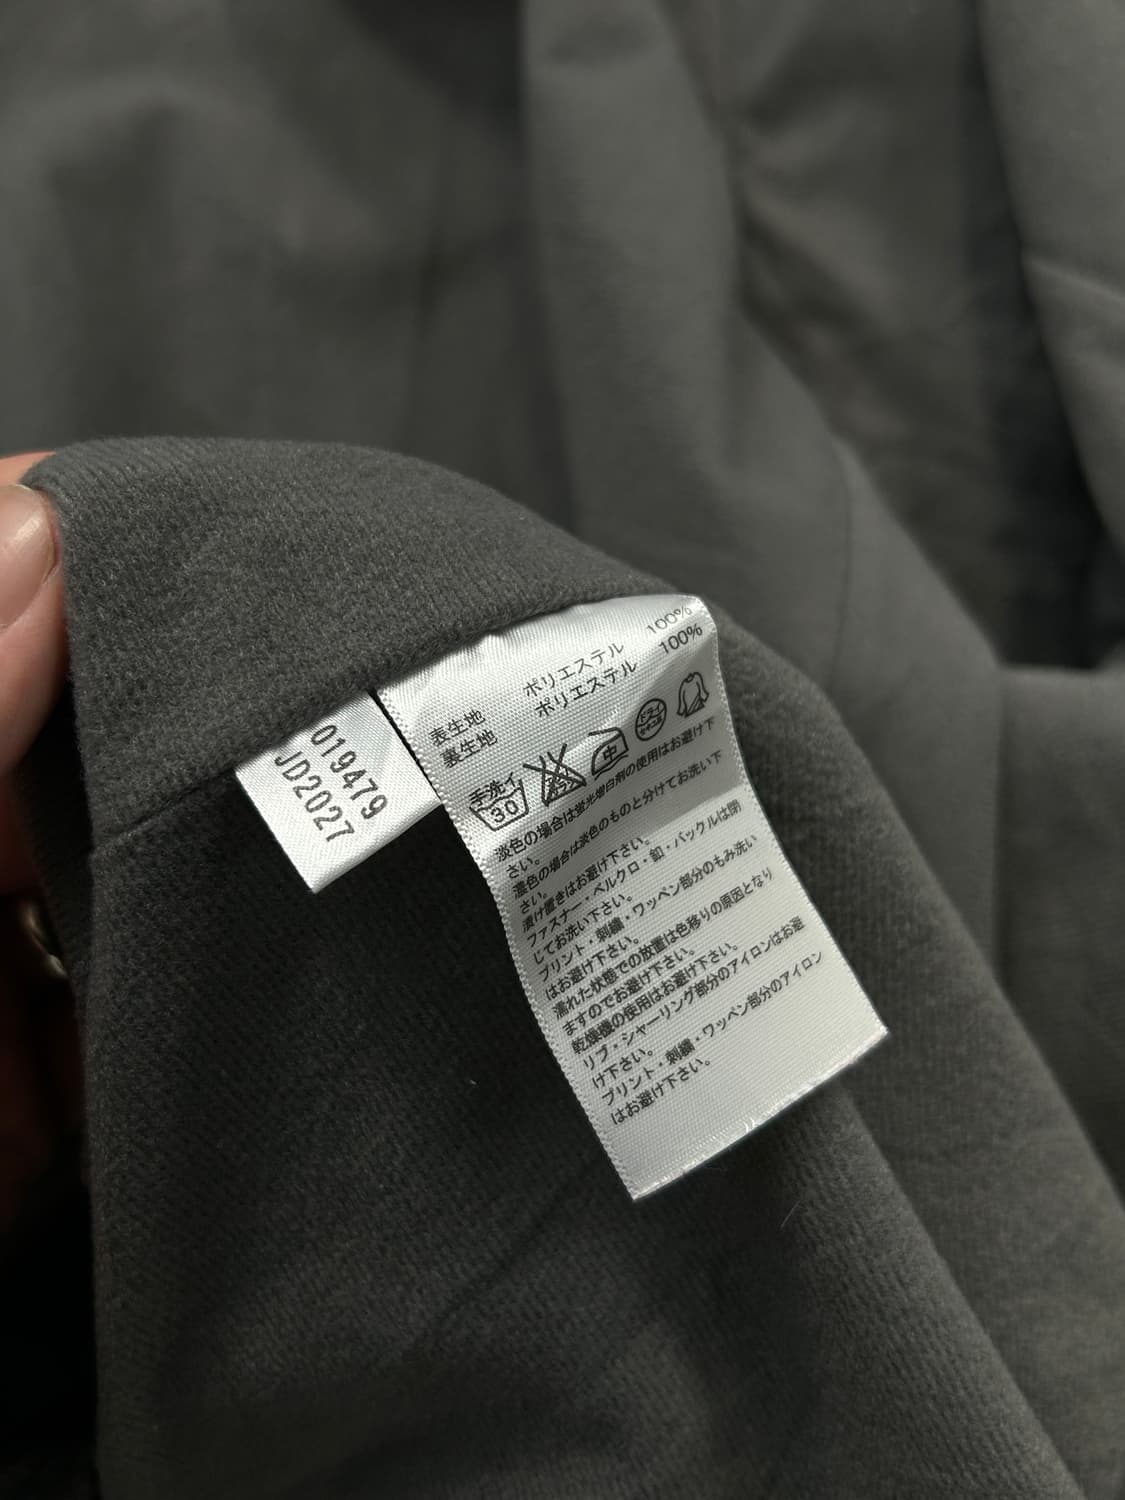 019479
JD2027
表生地 ポリエステル 100%
裏生地 ポリエステル 100%
手洗イ
30
中
ドライ
淡色の場合は蛍光増白剤の使用はお避け下
さい。
濃色の場合は淡色のものと分けてお洗い下
さい。
漬け置きはお避け下さい。
ファスナー・ベルクロ・釦・バックルは閉
じてお洗い下さい。
プリント・刺繍・ワッペン部分のもみ洗い
はお避け下さい。
濡れた状態での放置は色移りの原因となり
ますのでお避け下さい。
乾燥機の使用はお避け下さい。
リブ・シャーリング部分のアイロンはお避
け下さい。
プリント・刺繍・ワッペン部分のアイロン
はお避け下さい。